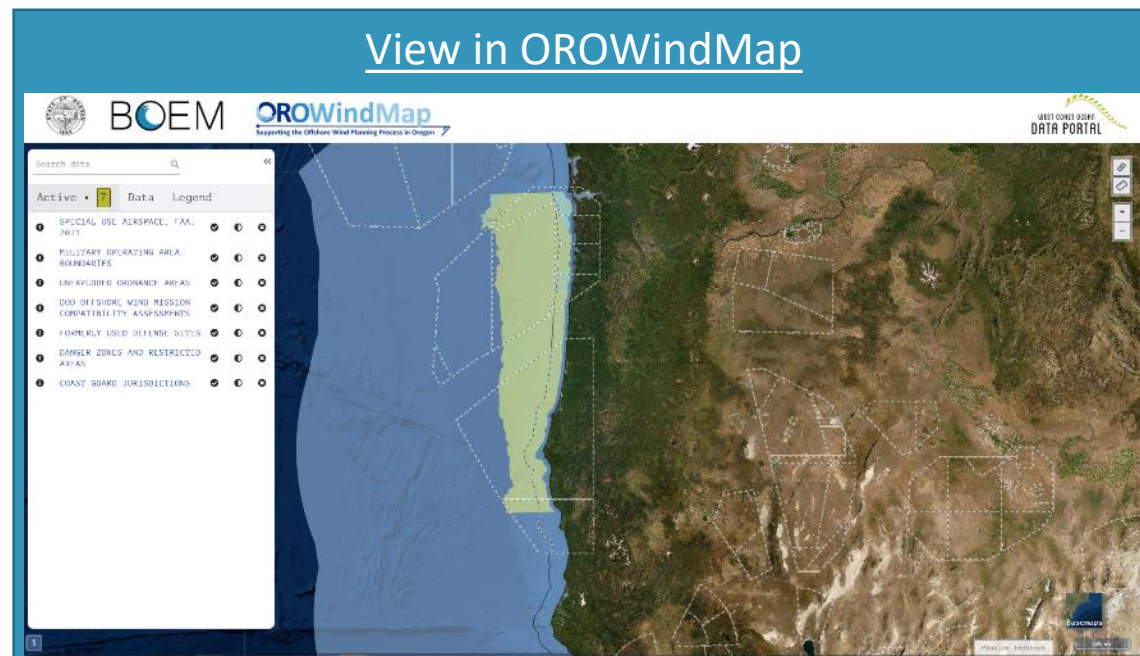 View in OROWindMap
BOEM
OROWindMap
Supporting the Offshore Wind Planning Process in Oregon
WEST COAST OCEAN
DATA PORTAL
Search data
«
Active • 7 Data Legend
SPECIAL USE AIRSPACE, FAA,
2021
MILITARY OPERATING AREA
BOUNDARIES
UNEXPLODED ORDNANCE AREAS
DOD OFFSHORE WIND MISSION
COMPATIBILITY ASSESSMENTS
FORMERLY USED DEFENSE SITES
DANGER ZONES AND RESTRICTED
AREAS
COAST GUARD JURISDICTIONS
+
-
Basemaps
Provide feedback